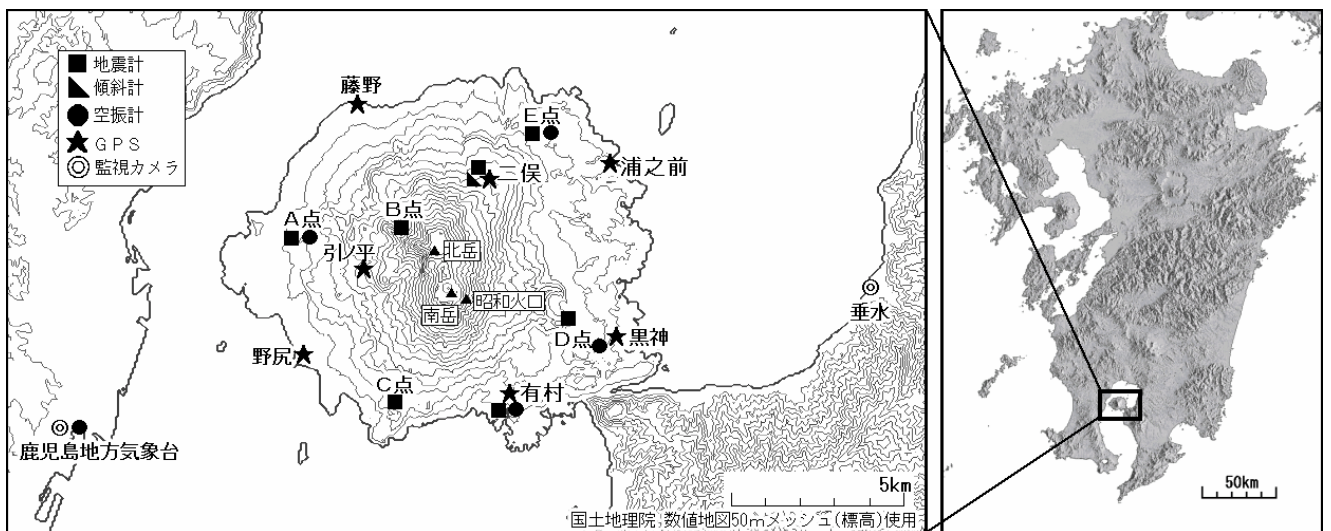 地震計
傾斜計
空振計
GPS
監視カメラ
藤野
E点
浦之前
二俣
B点
A点
北岳
引ノ平
南岳
昭和火口
垂水
D点
黒神
野尻
C点
有村
鹿児島地方気象台
5km
国土地理院,数値地図50mメッシュ(標高)使用
50km